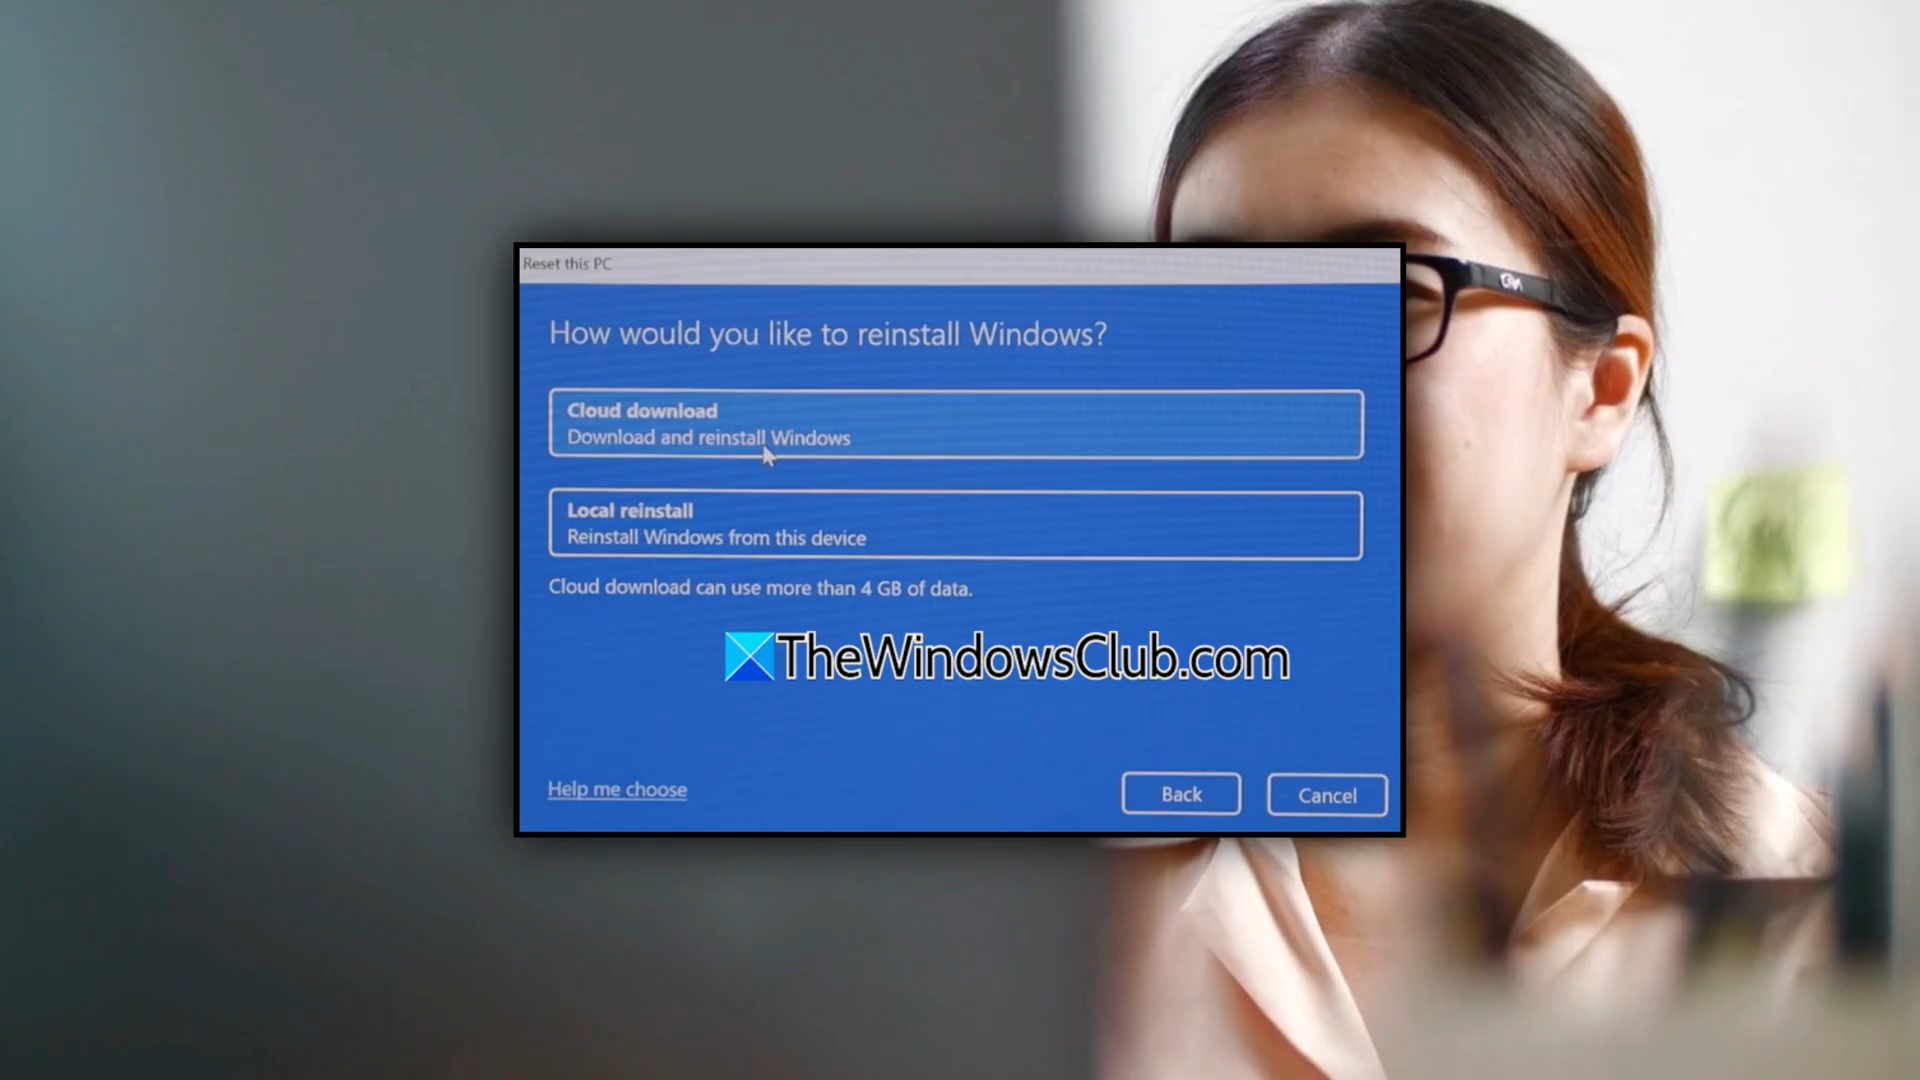 Reset this PC
How would you like to reinstall Windows?
Cloud download
Download and reinstall Windows
Local reinstall
Reinstall Windows from this device
Cloud download can use more than 4 GB of data.
TheWindowsClub.com
Help me choose
Back
Cancel